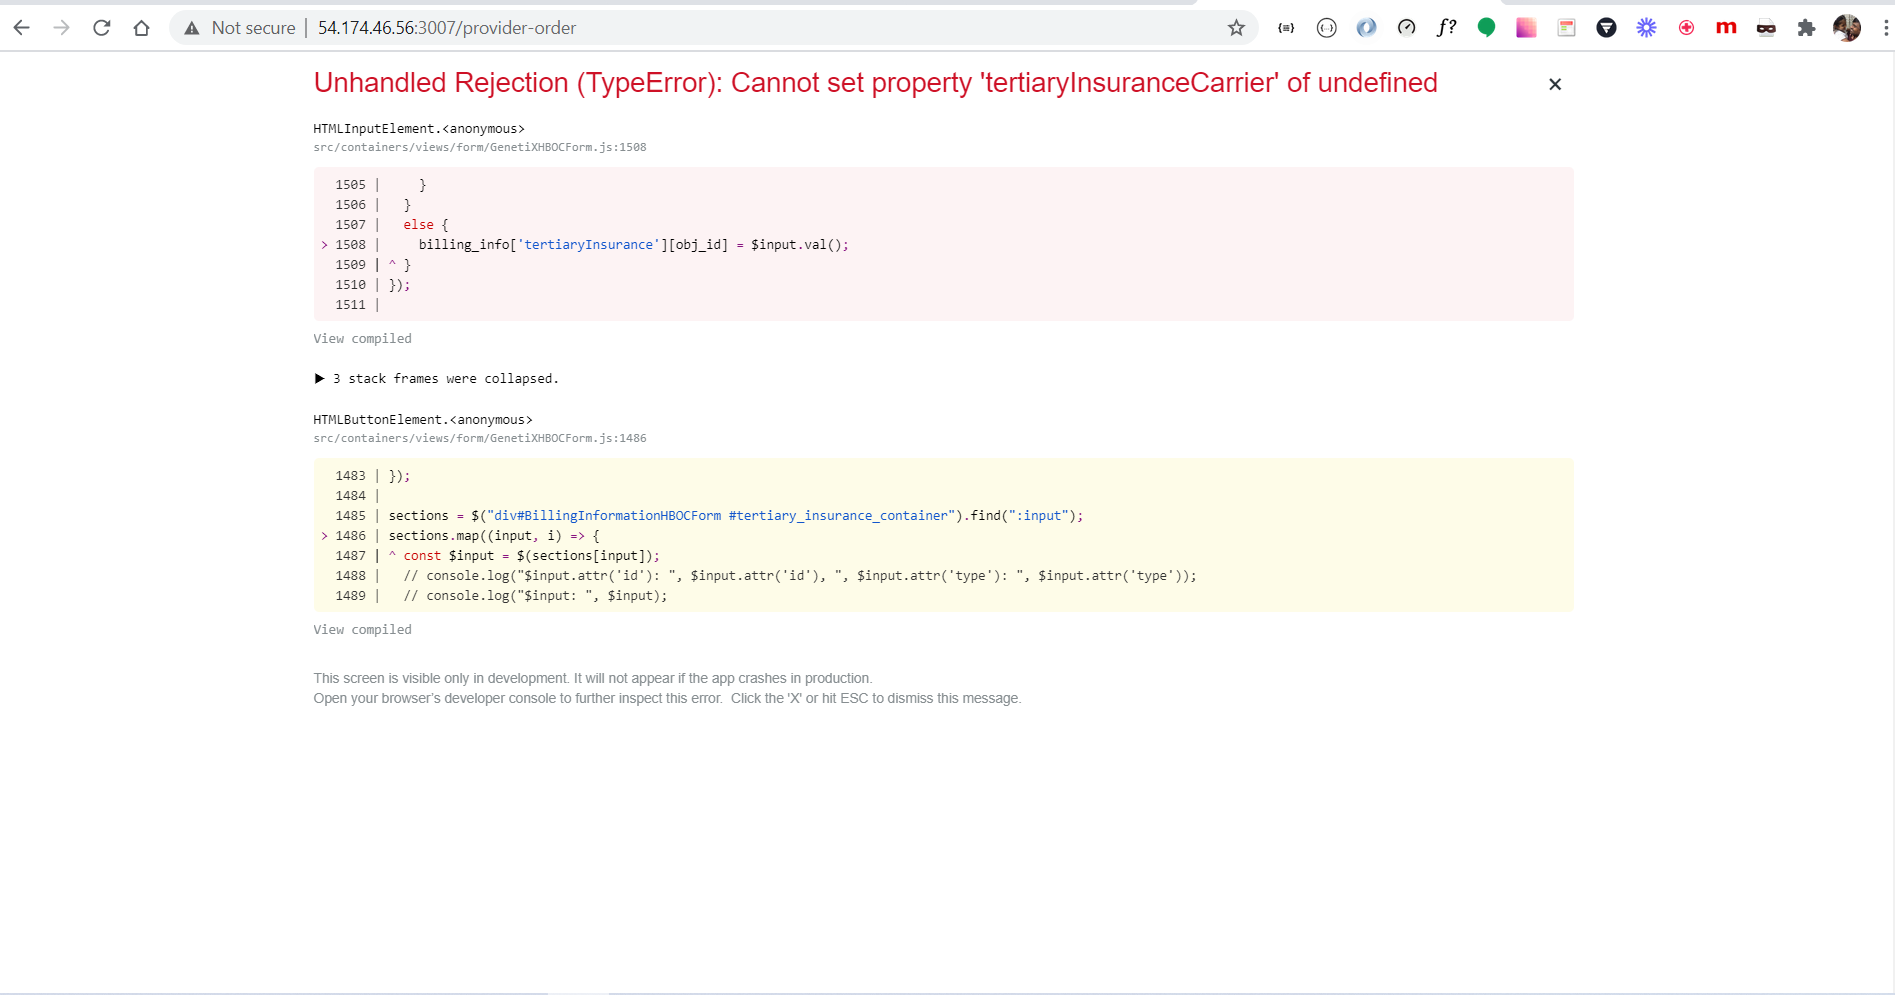 Not secure | 54.174.46.56:3007/provider-order
{≡} {··} f? m
Unhandled Rejection (TypeError): Cannot set property 'tertiaryInsuranceCarrier' of undefined ×
HTMLInputElement.<anonymous>
src/containers/views/form/GenetiXHBOCForm.js:1508
1505 |     }
1506 |   }
1507 |   else {
> 1508 |     billing_info['tertiaryInsurance'][obj_id] = $input.val();
1509 | ^ }
1510 | });
1511 |
View compiled
▶ 3 stack frames were collapsed.
HTMLButtonElement.<anonymous>
src/containers/views/form/GenetiXHBOCForm.js:1486
1483 | });
1484 |
1485 | sections = $("div#BillingInformationHBOCForm #tertiary_insurance_container").find(":input");
> 1486 | sections.map((input, i) => {
1487 | ^ const $input = $(sections[input]);
1488 |   // console.log("$input.attr('id'): ", $input.attr('id'), ", $input.attr('type'): ", $input.attr('type'));
1489 |   // console.log("$input: ", $input);
View compiled
This screen is visible only in development. It will not appear if the app crashes in production.
Open your browser’s developer console to further inspect this error.  Click the 'X' or hit ESC to dismiss this message.